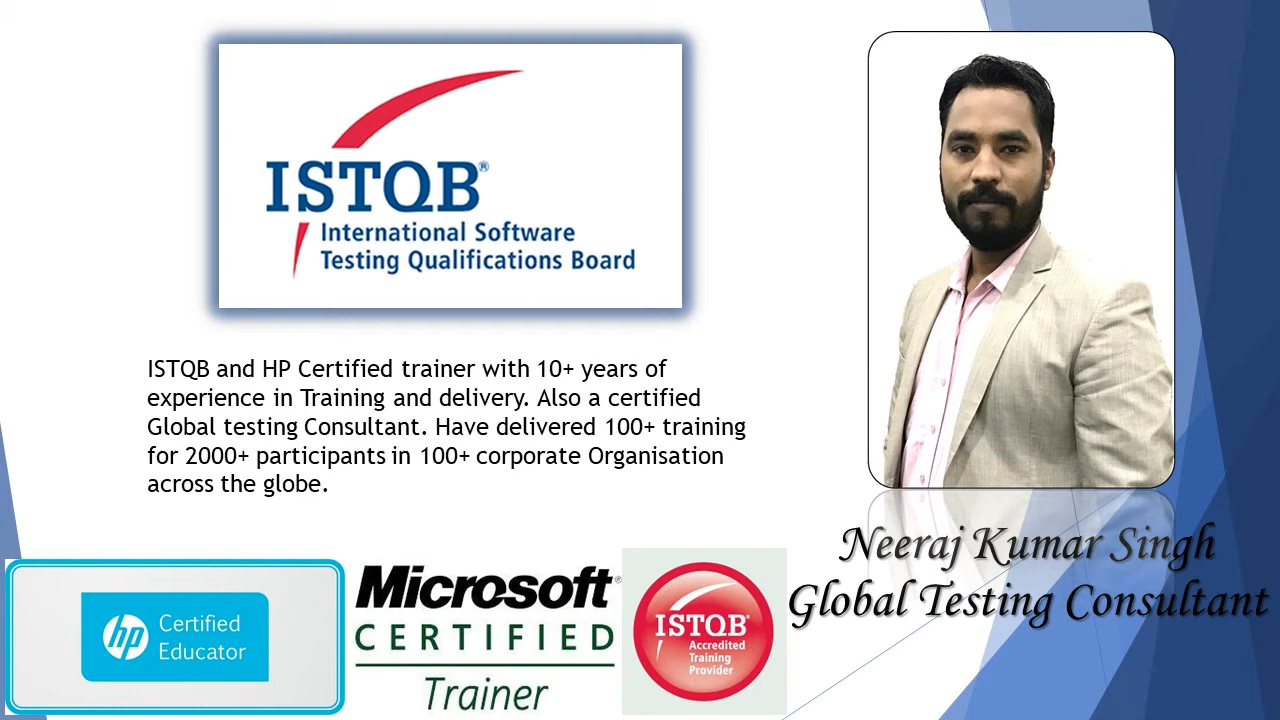 ISTQB®
International Software
Testing Qualifications Board
ISTQB and HP Certified trainer with 10+ years of
experience in Training and delivery. Also a certified
Global testing Consultant. Have delivered 100+ training
for 2000+ participants in 100+ corporate Organisation
across the globe.
Neeraj Kumar Singh
Global Testing Consultant
hp
Certified
Educator
Microsoft®
CERTIFIED
Trainer
ISTQB®
Accredited
Training
Provider